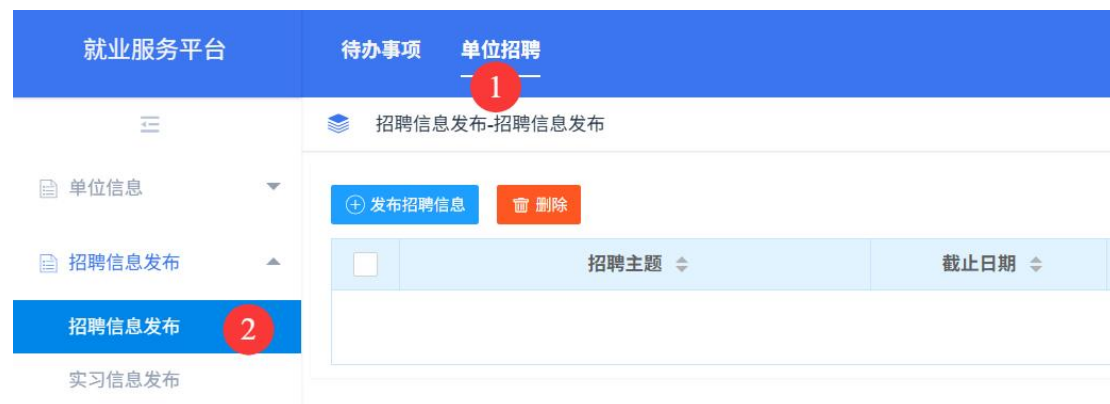 就业服务平台
待办事项 单位招聘
1
招聘信息发布-招聘信息发布
单位信息
发布招聘信息 删除
招聘信息发布
招聘主题 截止日期
招聘信息发布 2
实习信息发布